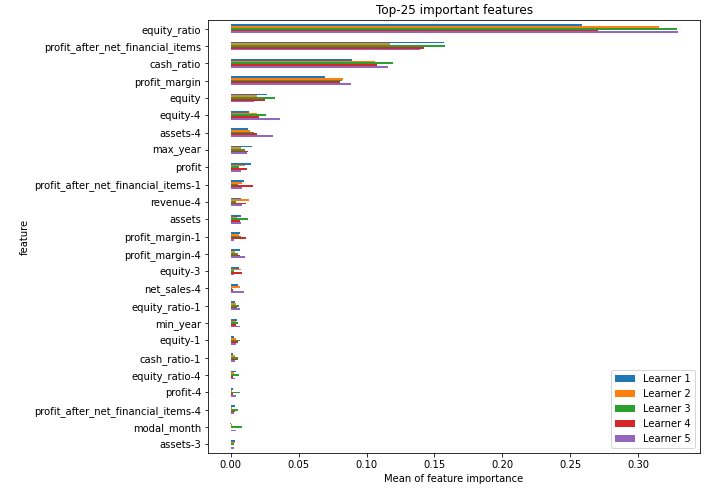 Top-25 important features
equity_ratio
profit_after_net_financial_items
cash_ratio
profit_margin
equity
equity-4
assets-4
max_year
profit
profit_after_net_financial_items-1
revenue-4
assets
profit_margin-1
profit_margin-4
equity-3
net_sales-4
equity_ratio-1
min_year
equity-1
cash_ratio-1
equity_ratio-4
profit-4
profit_after_net_financial_items-4
modal_month
assets-3
feature
Learner 1
Learner 2
Learner 3
Learner 4
Learner 5
0.00 0.05 0.10 0.15 0.20 0.25 0.30
Mean of feature importance